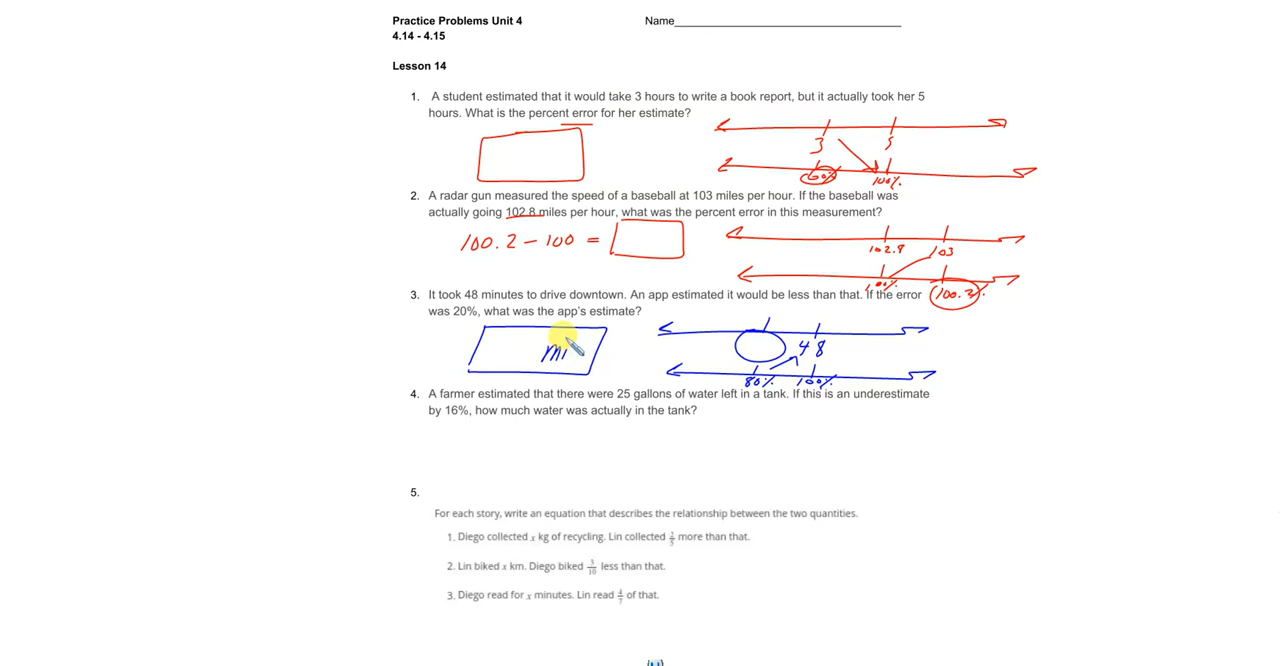 Practice Problems Unit 4 Name
4.14 - 4.15
Lesson 14
1. A student estimated that it would take 3 hours to write a book report, but it actually took her 5
hours. What is the percent error for her estimate?
3 5
60% 100%
2. A radar gun measured the speed of a baseball at 103 miles per hour. If the baseball was
actually going 102.8 miles per hour, what was the percent error in this measurement?
100.2 - 100 =
102.8 103
100% 100.2%
3. It took 48 minutes to drive downtown. An app estimated it would be less than that. If the error
was 20%, what was the app's estimate?
mi 48
80% 100%
4. A farmer estimated that there were 25 gallons of water left in a tank. If this is an underestimate
by 16%, how much water was actually in the tank?
5.
For each story, write an equation that describes the relationship between the two quantities.
1. Diego collected x kg of recycling. Lin collected 2/5 more than that.
2. Lin biked x km. Diego biked 3/10 less than that.
3. Diego read for x minutes. Lin read 4/7 of that.